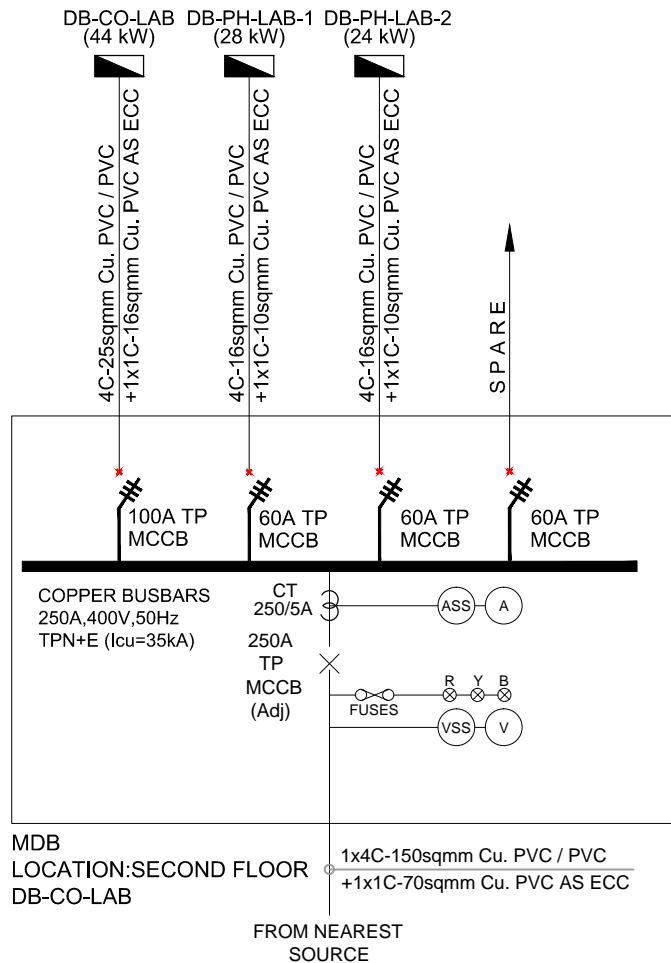 DB-CO-LAB
(44 kW)
DB-PH-LAB-1
(28 kW)
DB-PH-LAB-2
(24 kW)
4C-25sqmm Cu. PVC / PVC
+1x1C-16sqmm Cu. PVC AS ECC
4C-16sqmm Cu. PVC / PVC
+1x1C-10sqmm Cu. PVC AS ECC
4C-16sqmm Cu. PVC / PVC
+1x1C-10sqmm Cu. PVC AS ECC
SPARE
100A TP
MCCB
60A TP
MCCB
60A TP
MCCB
60A TP
MCCB
COPPER BUSBARS
250A,400V,50Hz
TPN+E (Icu=35kA)
CT
250/5A
ASS
A
250A
TP
MCCB
(Adj)
FUSES
R Y B
VSS
V
MDB
LOCATION:SECOND FLOOR
DB-CO-LAB
1x4C-150sqmm Cu. PVC / PVC
+1x1C-70sqmm Cu. PVC AS ECC
FROM NEAREST
SOURCE